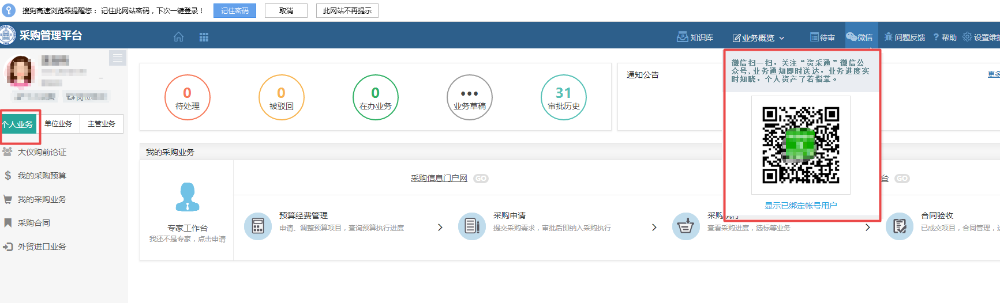 搜狗高速浏览器提醒您： 记住此网站密码，下次一键登录！ 记住密码 取消 此网站不再提示
采购管理平台
知识库 业务概览 待审 微信 问题反馈 ? 帮助 设置维护
岗位
个人业务 单位业务 主管业务
大仪购前论证
我的采购预算
我的采购业务
采购合同
外贸进口业务
0
待处理
0
被驳回
0
在办业务
•••
业务草稿
31
审批历史
通知公告
更多
微信扫一扫，关注“资采通”微信公
众号,业务通知即时送达，业务进度实
时知晓，个人资产了若指掌。
显示已绑定帐号用户
我的采购业务
专家工作台
我还不是专家，点击申请
采购信息门户网 GO
台 GO
预算经费管理
申请、调整预算项目，查询预算执行进度
采购申请
提交采购需求，审批后即纳入采购执行
采购执行
查看采购进度，选标等业务
合同验收
已成交项目，合同管理，